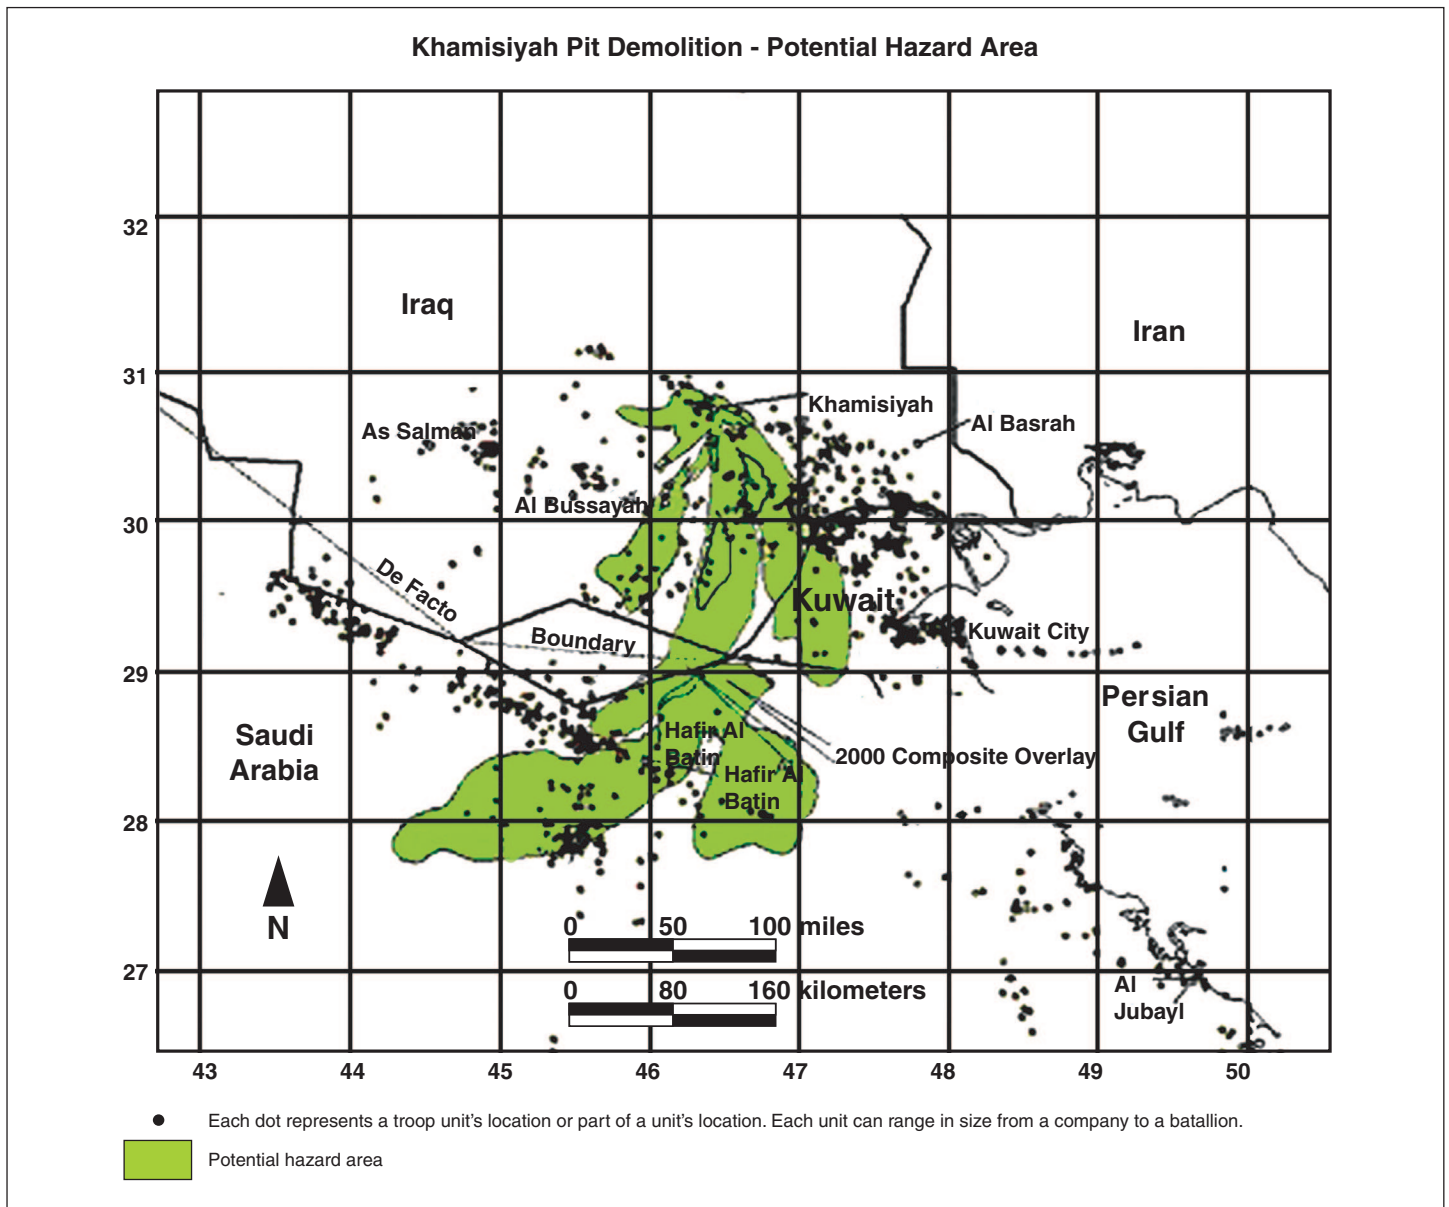 Khamisiyah Pit Demolition - Potential Hazard Area
32
Iraq
Iran
31
Khamisiyah
As Salman
Al Basrah
Al Bussayah
30
De Facto
Kuwait
Boundary
Kuwait City
29
Persian
Gulf
Saudi
Arabia
Hafir Al
Batin
2000 Composite Overlay
Hafir Al
Batin
28
N
0 50 100 miles
27
0 80 160 kilometers
Al
Jubayl
43 44 45 46 47 48 49 50
Each dot represents a troop unit's location or part of a unit's location. Each unit can range in size from a company to a batallion.
Potential hazard area